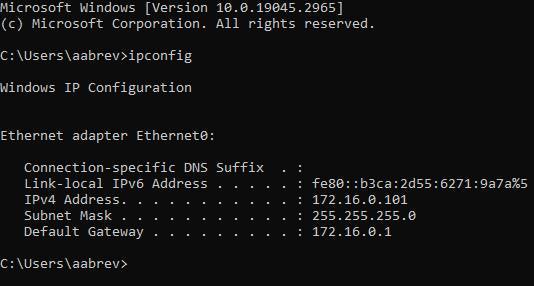 Microsoft Windows [Version 10.0.19045.2965]
(c) Microsoft Corporation. All rights reserved.
C:\Users\aabrev>ipconfig
Windows IP Configuration
Ethernet adapter Ethernet0:
Connection-specific DNS Suffix  . :
Link-local IPv6 Address . . . . . : fe80::b3ca:2d55:6271:9a7a%5
IPv4 Address. . . . . . . . . . . : 172.16.0.101
Subnet Mask . . . . . . . . . . . : 255.255.255.0
Default Gateway . . . . . . . . . : 172.16.0.1
C:\Users\aabrev>